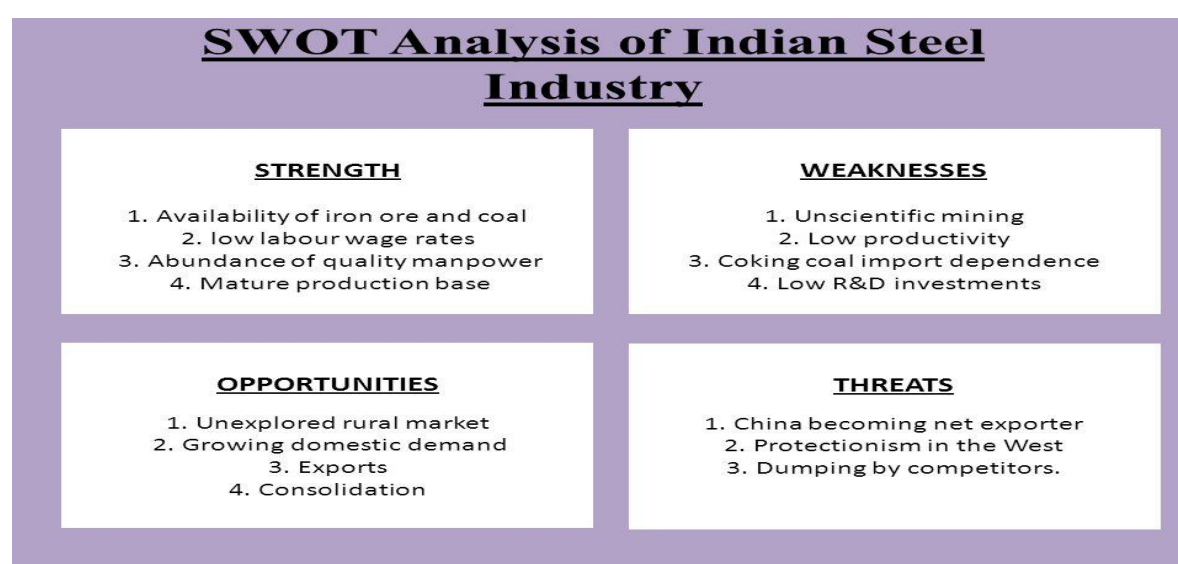 SWOT Analysis of Indian Steel
Industry
STRENGTH
1. Availability of iron ore and coal
2. low labour wage rates
3. Abundance of quality manpower
4. Mature production base
WEAKNESSES
1. Unscientific mining
2. Low productivity
3. Coking coal import dependence
4. Low R&D investments
OPPORTUNITIES
1. Unexplored rural market
2. Growing domestic demand
3. Exports
4. Consolidation
THREATS
1. China becoming net exporter
2. Protectionism in the West
3. Dumping by competitors.